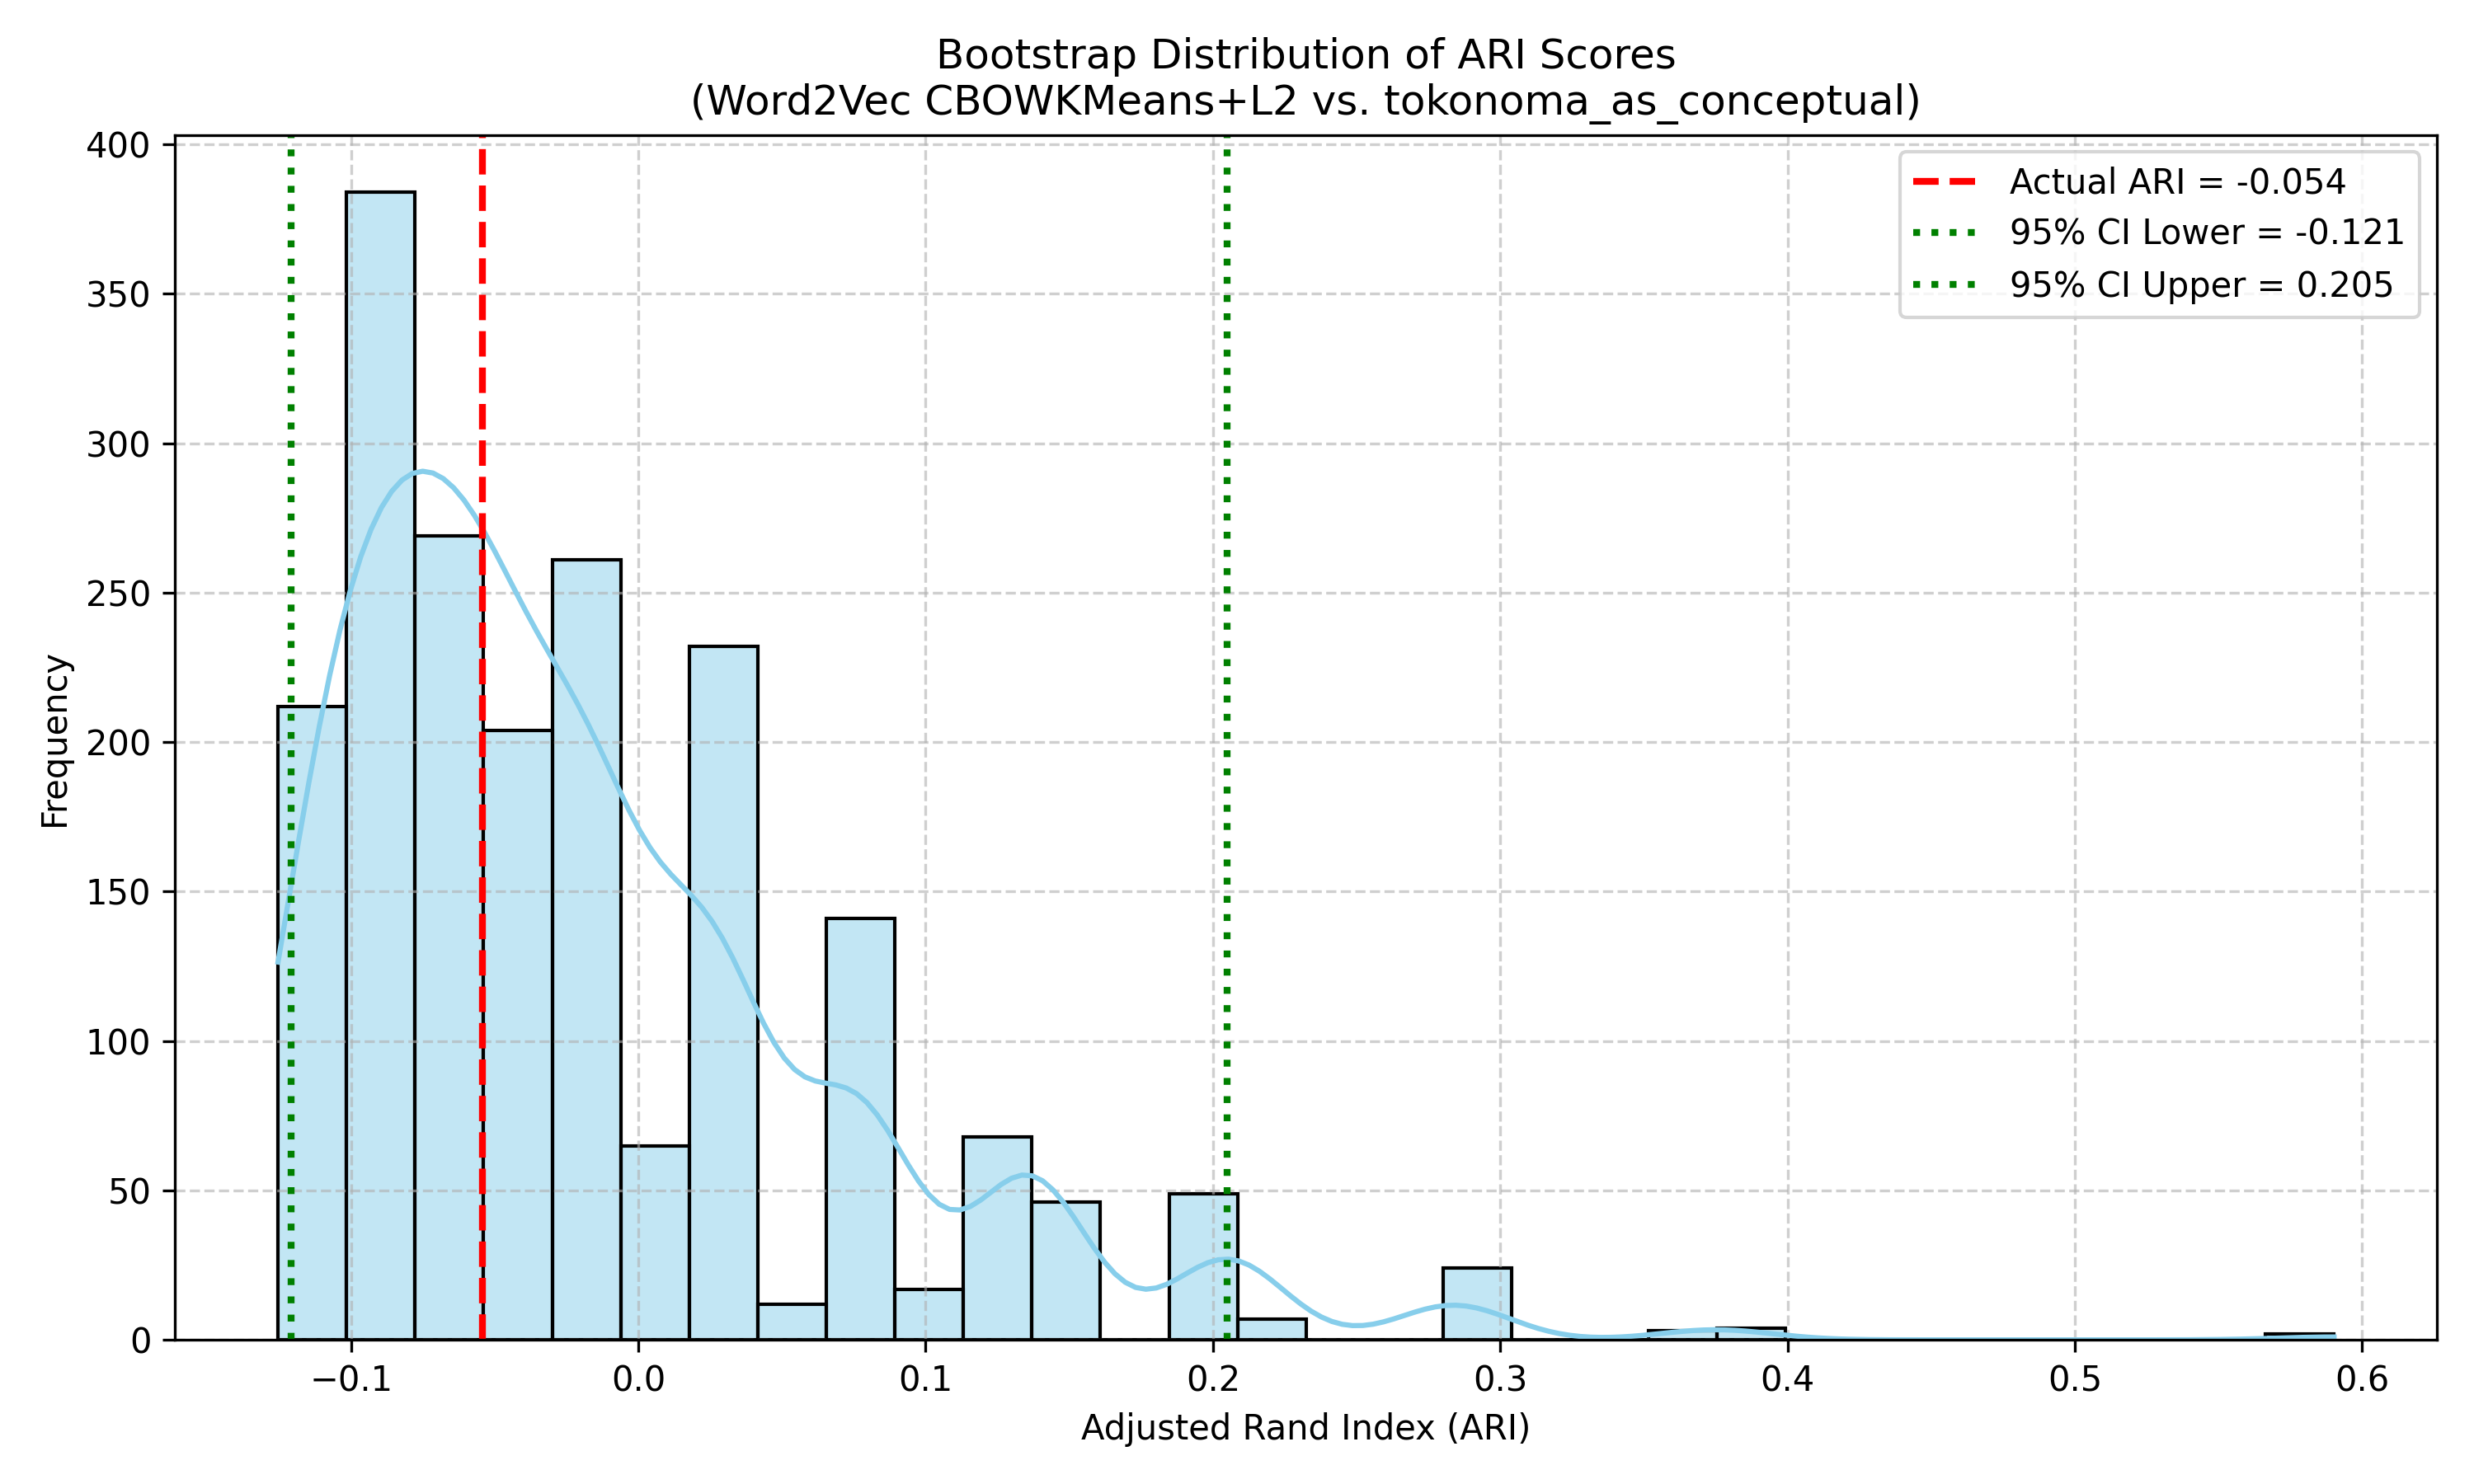 Bootstrap Distribution of ARI Scores
(Word2Vec CBOWKMeans+L2 vs. tokonoma_as_conceptual)
Actual ARI = -0.054
95% CI Lower = -0.121
95% CI Upper = 0.205
Frequency
400
350
300
250
200
150
100
50
0
−0.1
0.0
0.1
0.2
0.3
0.4
0.5
0.6
Adjusted Rand Index (ARI)